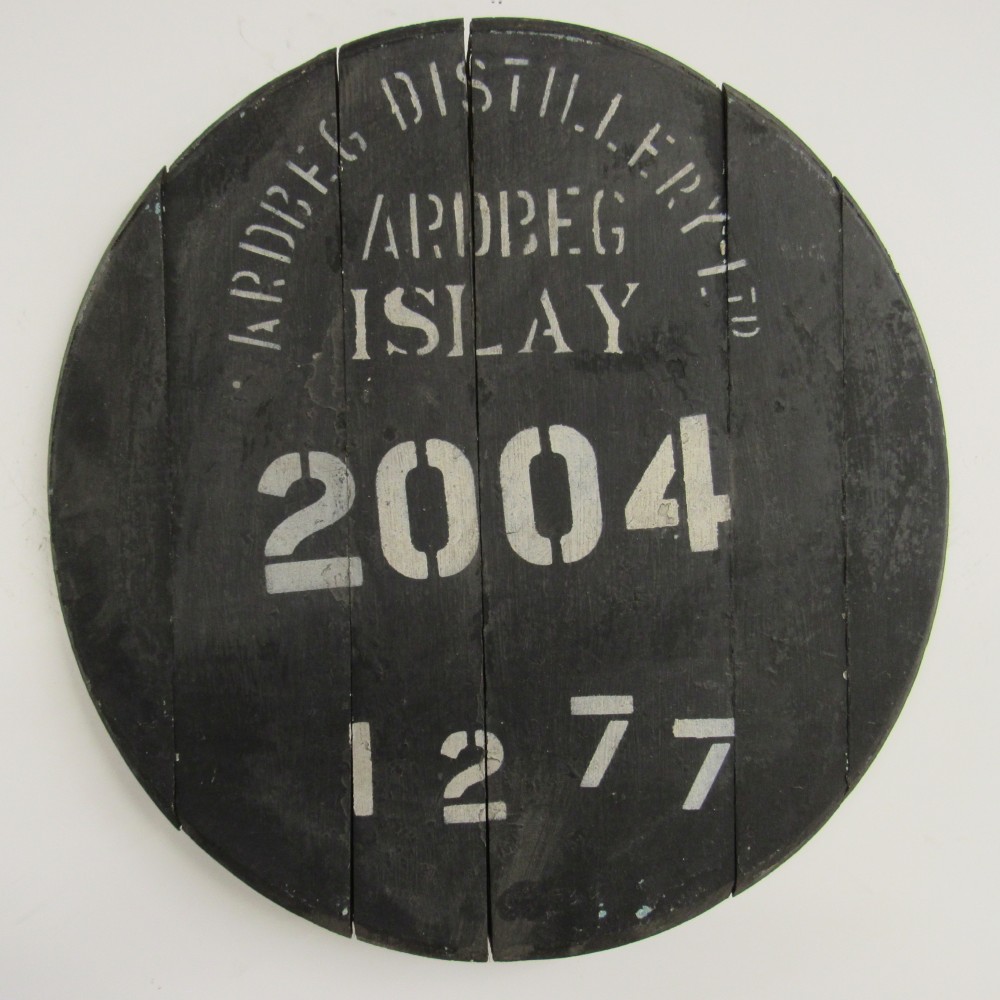 ARDBEG DISTILLERY LTD
ARDBEG
ISLAY
2004
1277